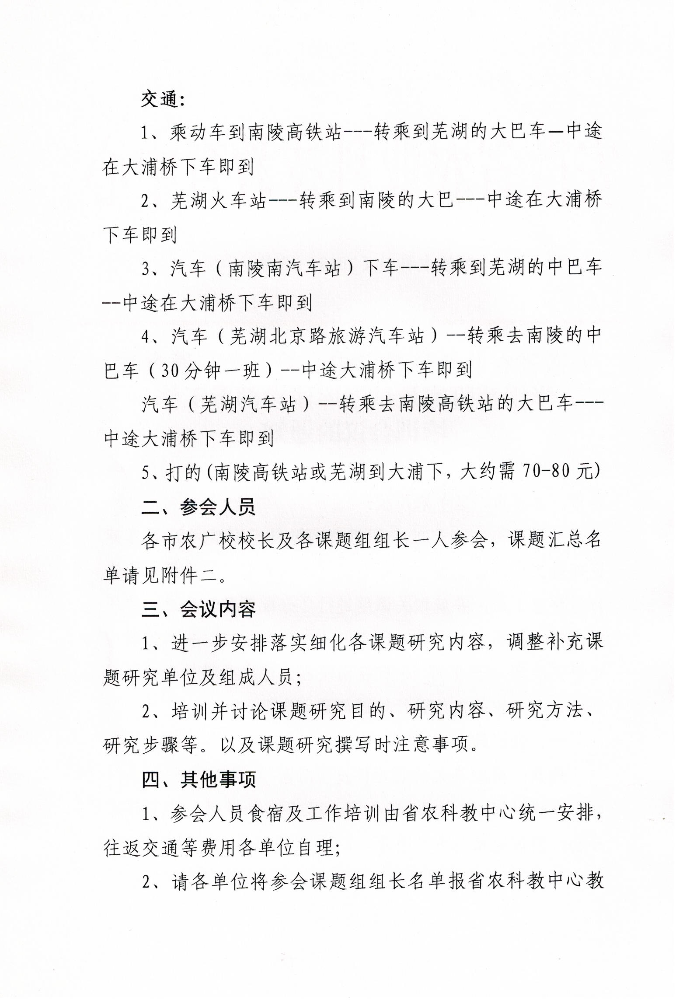 交通：
1、乘动车到南陵高铁站---转乘到芜湖的大巴车—中途
在大浦桥下车即到
2、芜湖火车站---转乘到南陵的大巴---中途在大浦桥
下车即到
3、汽车（南陵南汽车站）下车---转乘到芜湖的中巴车
--中途在大浦桥下车即到
4、汽车（芜湖北京路旅游汽车站）--转乘去南陵的中
巴车（30分钟一班）--中途大浦桥下车即到
汽车（芜湖汽车站）--转乘去南陵高铁站的大巴车---
中途大浦桥下车即到
5、打的(南陵高铁站或芜湖到大浦下，大约需 70-80 元)
二、参会人员
各市农广校校长及各课题组组长一人参会，课题汇总名
单请见附件二。
三、会议内容
1、进一步安排落实细化各课题研究内容，调整补充课
题研究单位及组成人员；
2、培训并讨论课题研究目的、研究内容、研究方法、
研究步骤等。以及课题研究撰写时注意事项。
四、其他事项
1、参会人员食宿及工作培训由省农科教中心统一安排，
往返交通等费用各单位自理；
2、请各单位将参会课题组组长名单报省农科教中心教